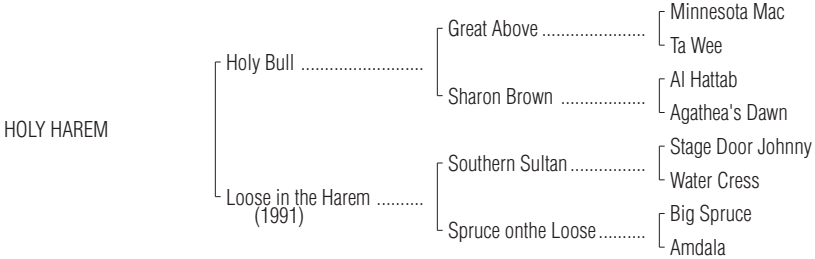 Minnesota Mac
Great Above ......................
Ta Wee
Holy Bull ..........................
Al Hattab
Sharon Brown ..................
Agathea's Dawn
HOLY HAREM
Stage Door Johnny
Southern Sultan................
Water Cress
Loose in the Harem ..........
(1991)
Big Spruce
Spruce onthe Loose..........
Amdala